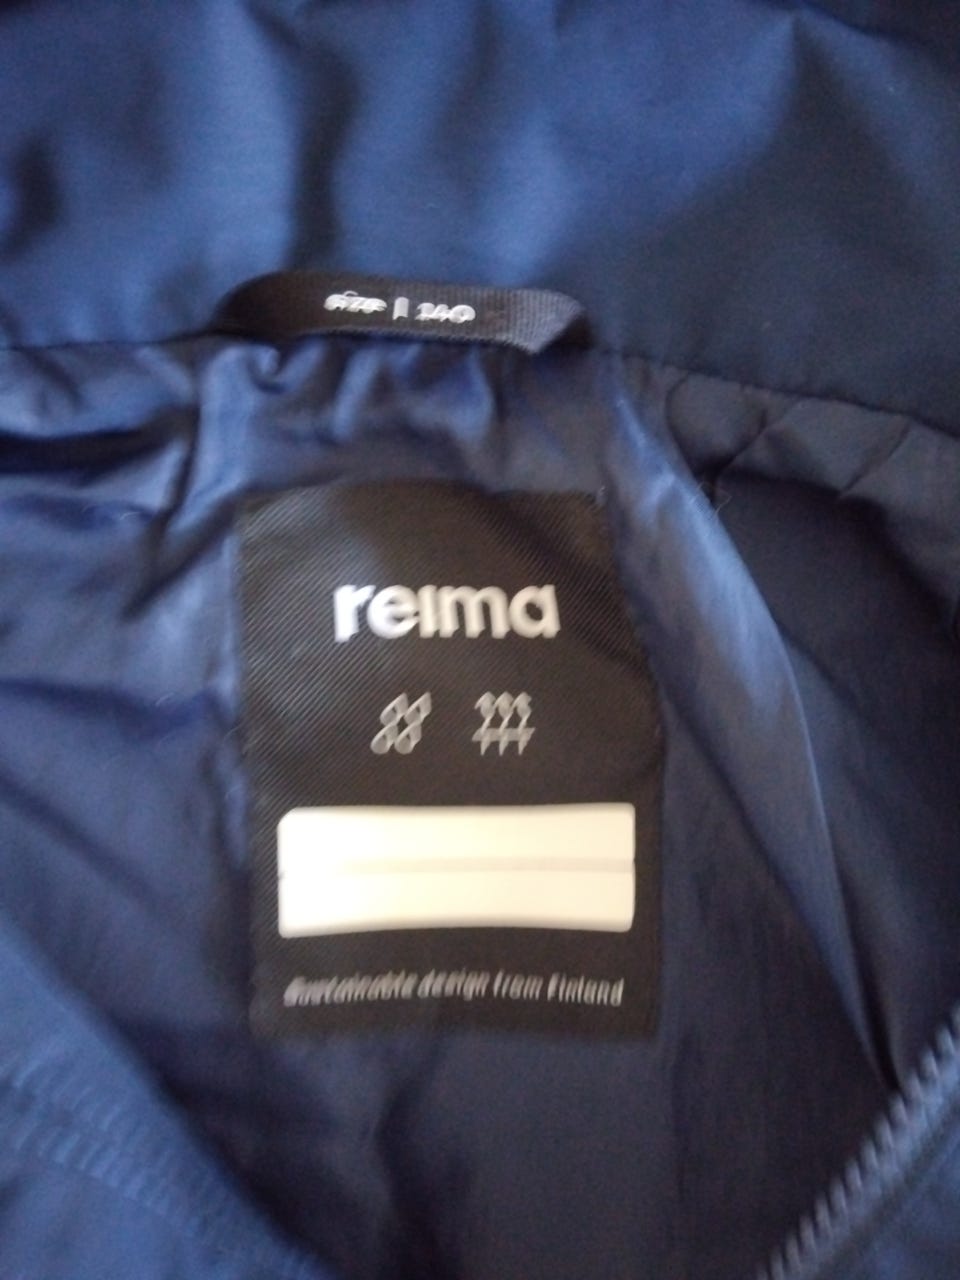 size | 140
reima
Sustainable design from Finland